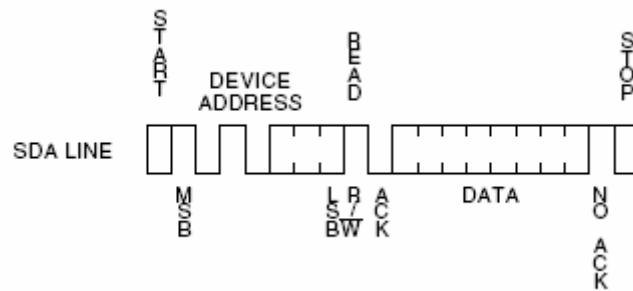 START
READ
STOP
DEVICE
ADDRESS
SDA LINE
MSB
LSB
R/W
ACK
DATA
NO ACK